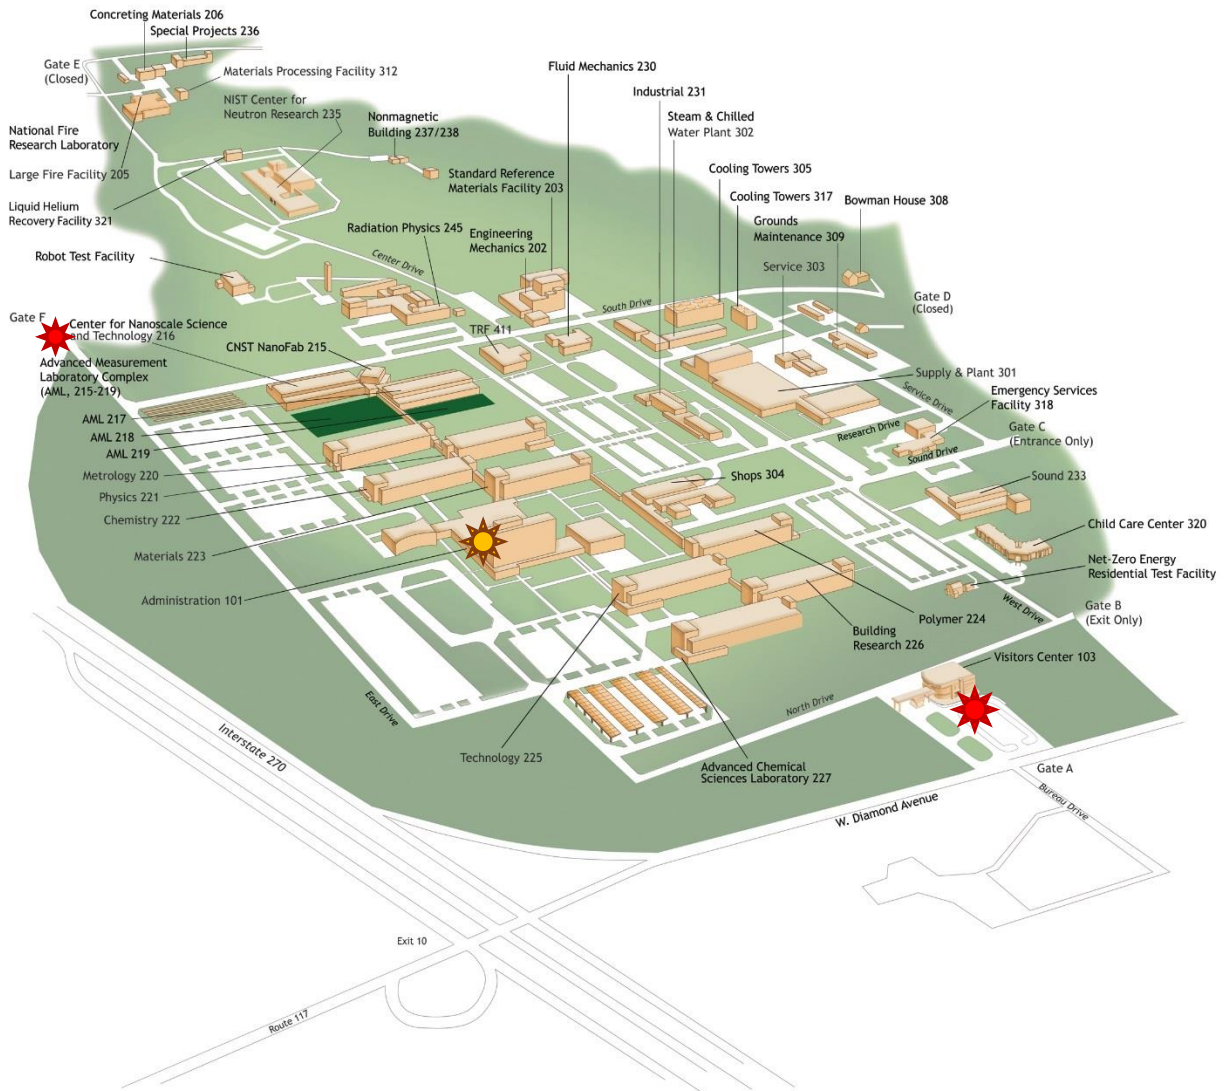 Concreting Materials 206
Special Projects 236
Gate E
(Closed)
Materials Processing Facility 312
NIST Center for
Neutron Research 235
Nonmagnetic
Building 237/238
Fluid Mechanics 230
Industrial 231
Steam & Chilled
Water Plant 302
National Fire
Research Laboratory
Large Fire Facility 205
Liquid Helium
Recovery Facility 321
Standard Reference
Materials Facility 203
Cooling Towers 305
Cooling Towers 317
Bowman House 308
Grounds
Maintenance 309
Radiation Physics 245
Engineering
Mechanics 202
Service 303
Robot Test Facility
Center Drive
South Drive
Gate D
(Closed)
Gate F
Center for Nanoscale Science
and Technology 216
CNST NanoFab 215
TRF 411
Advanced Measurement
Laboratory Complex
(AML, 215-219)
Supply & Plant 301
Service Drive
Emergency Services
Facility 318
AML 217
AML 218
AML 219
Research Drive
Gate C
(Entrance Only)
Sound Drive
Metrology 220
Physics 221
Chemistry 222
Shops 304
Sound 233
Materials 223
Child Care Center 320
Net-Zero Energy
Residential Test Facility
Administration 101
West Drive
Gate B
(Exit Only)
Polymer 224
Building
Research 226
Visitors Center 103
East Drive
North Drive
Interstate 270
Technology 225
Advanced Chemical
Sciences Laboratory 227
Gate A
Bureau Drive
W. Diamond Avenue
Exit 10
Route 117